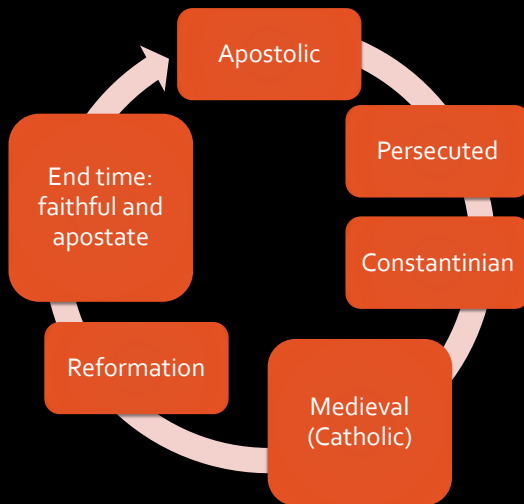 Apostolic
Persecuted
Constantinian
Medieval
(Catholic)
Reformation
End time:
faithful and
apostate